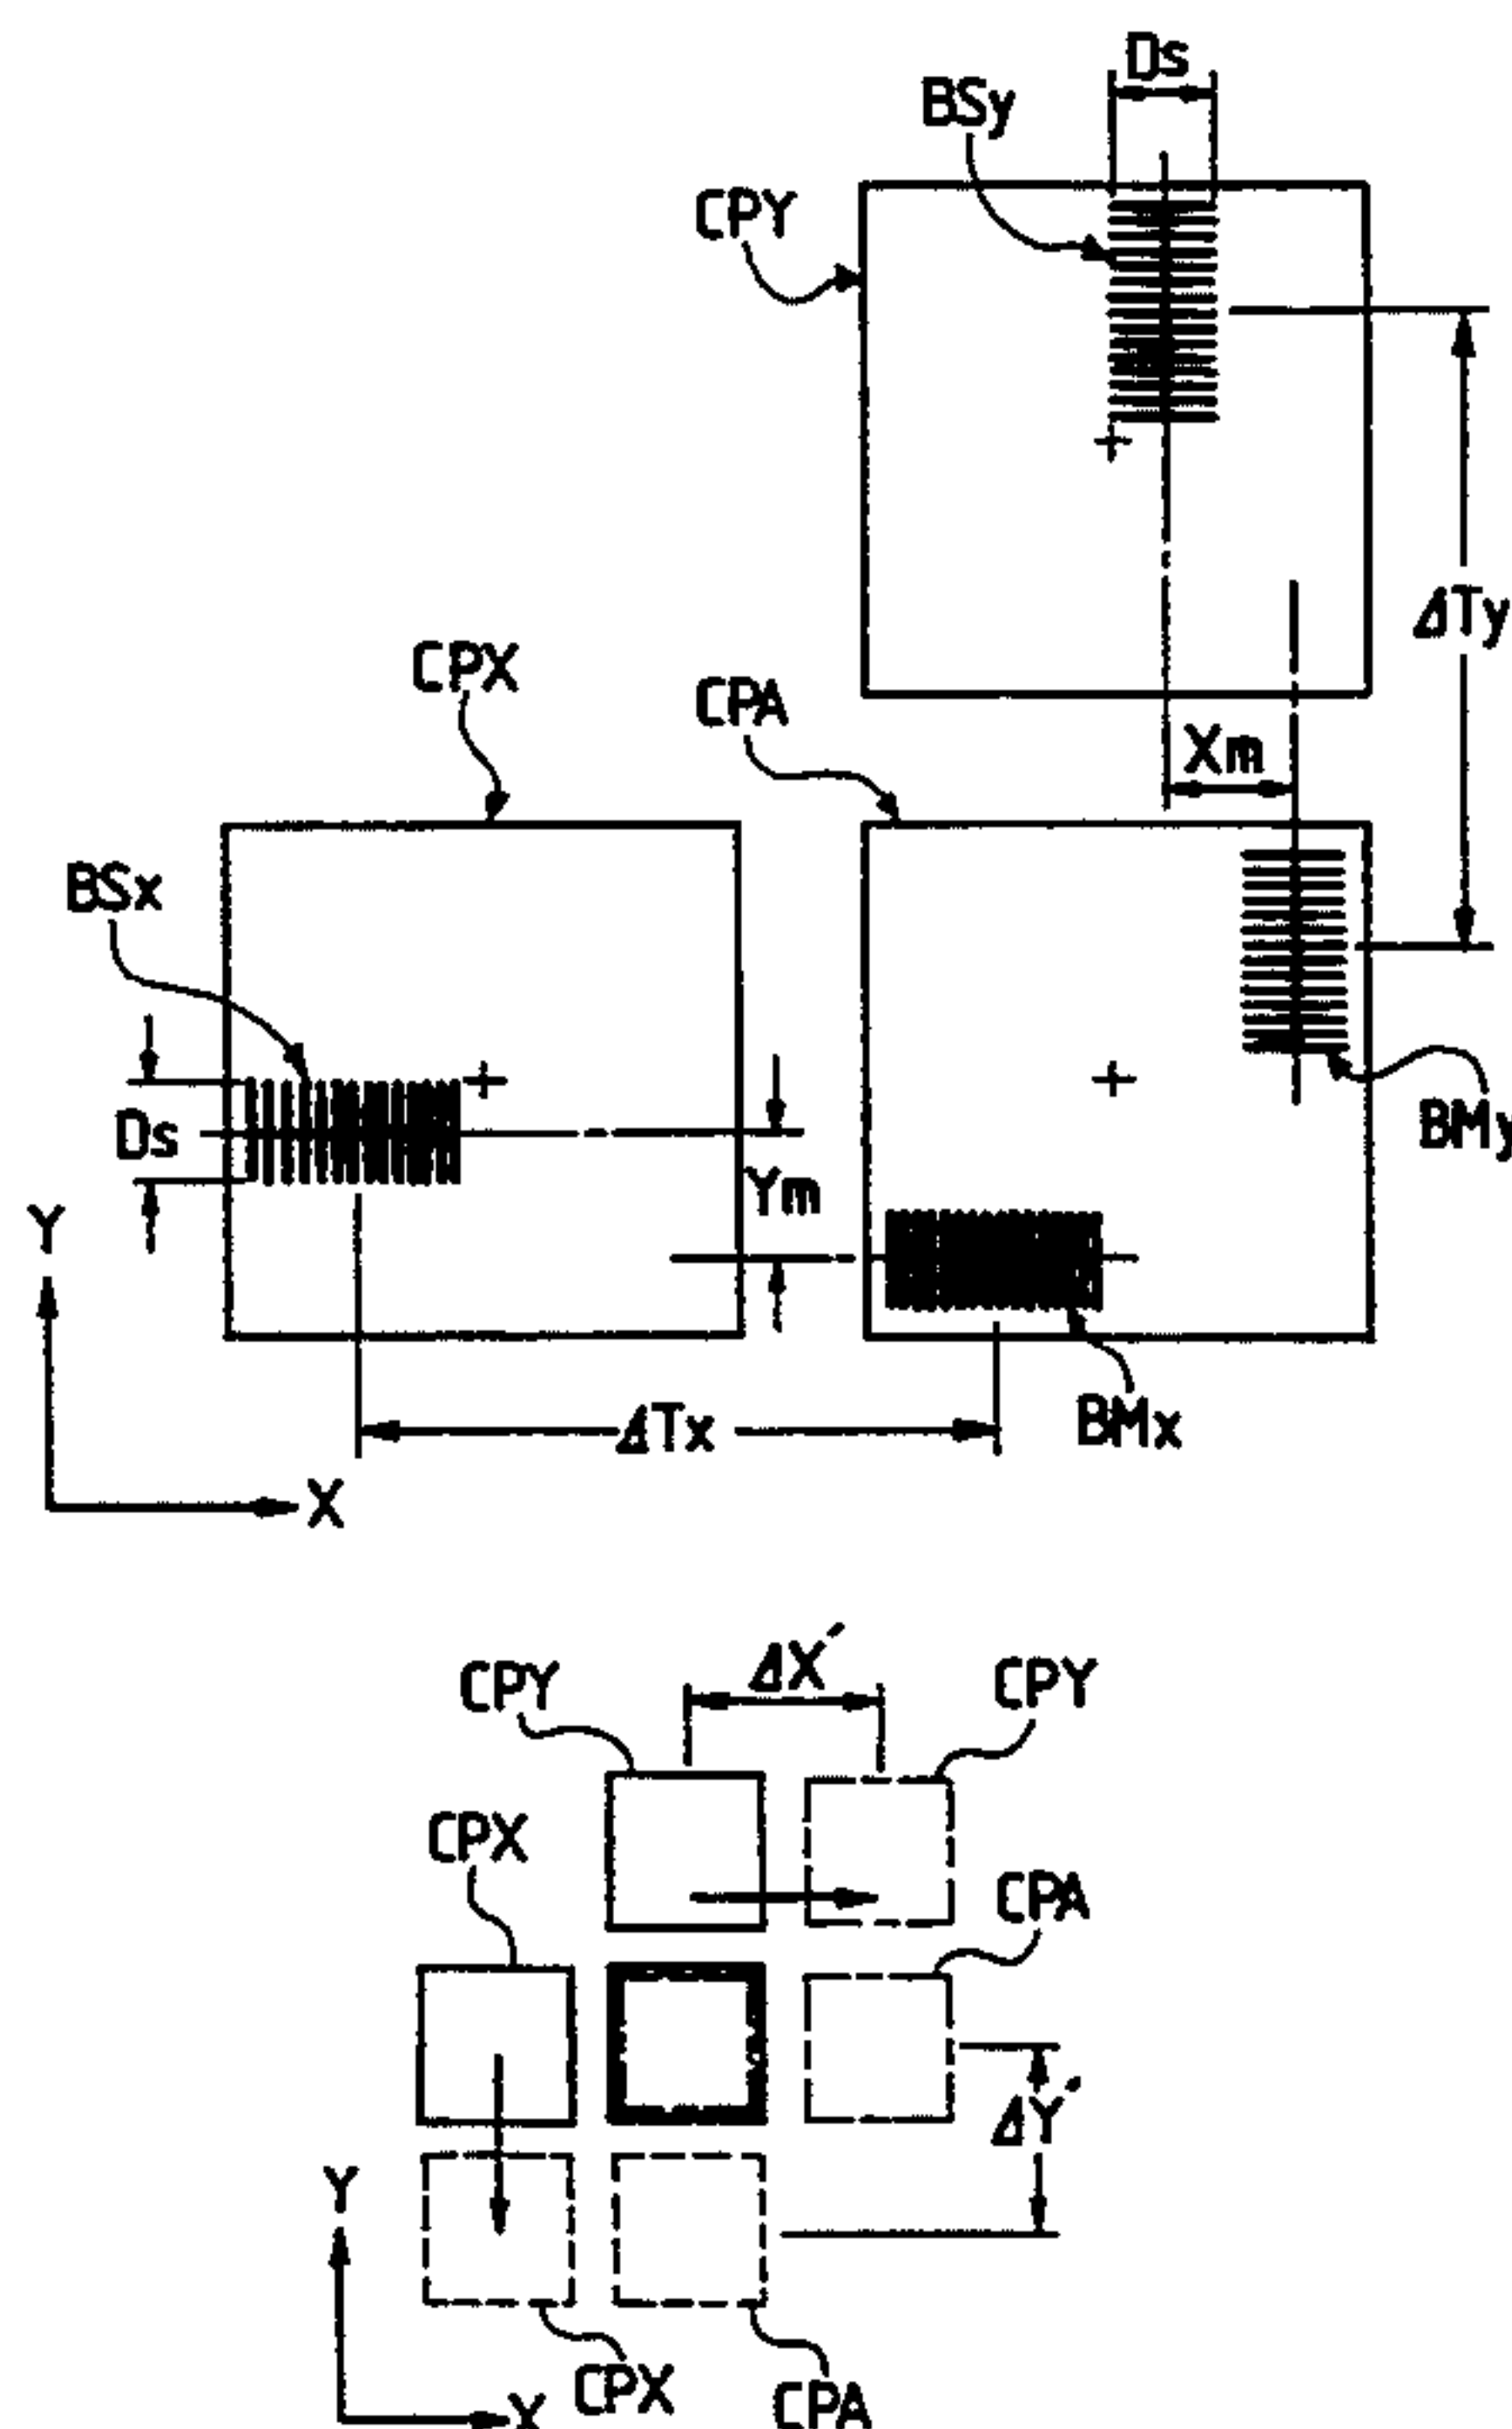 Ds
BSy
CPY
ΔTy
CPX
CPA
Xm
BSx
Ds
Ym
BMy
Y
ΔTx
BMx
X
ΔX′
CPY
CPY
CPX
CPA
ΔY′
Y
CPX
CPA
X